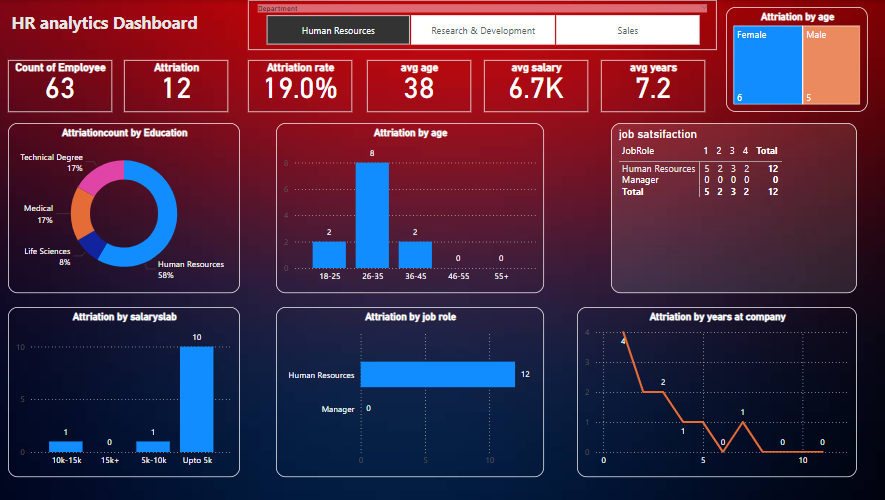 HR analytics Dashboard
Department
Human Resources
Research & Development
Sales
Attriation by age
Female
Male
6
5
Count of Employee
63
Attriation
12
Attriation rate
19.0%
avg age
38
avg salary
6.7K
avg years
7.2
Attriationcount by Education
Technical Degree
17%
Medical
17%
Life Sciences
8%
Human Resources
58%
Attriation by age
8
6
4
2
0
2
8
2
0
0
18-25
26-35
36-45
46-55
55+
job satsifaction
JobRole 1 2 3 4 Total
Human Resources 5 2 3 2 12
Manager 0 0 0 0 0
Total 5 2 3 2 12
Attriation by salaryslab
10
5
0
1
0
1
10
10k-15k
15k+
5k-10k
Upto 5k
Attriation by job role
Human Resources
12
Manager
0
0
5
10
Attriation by years at company
4
3
2
1
0
4
2
1
0
1
0
0
0
5
10